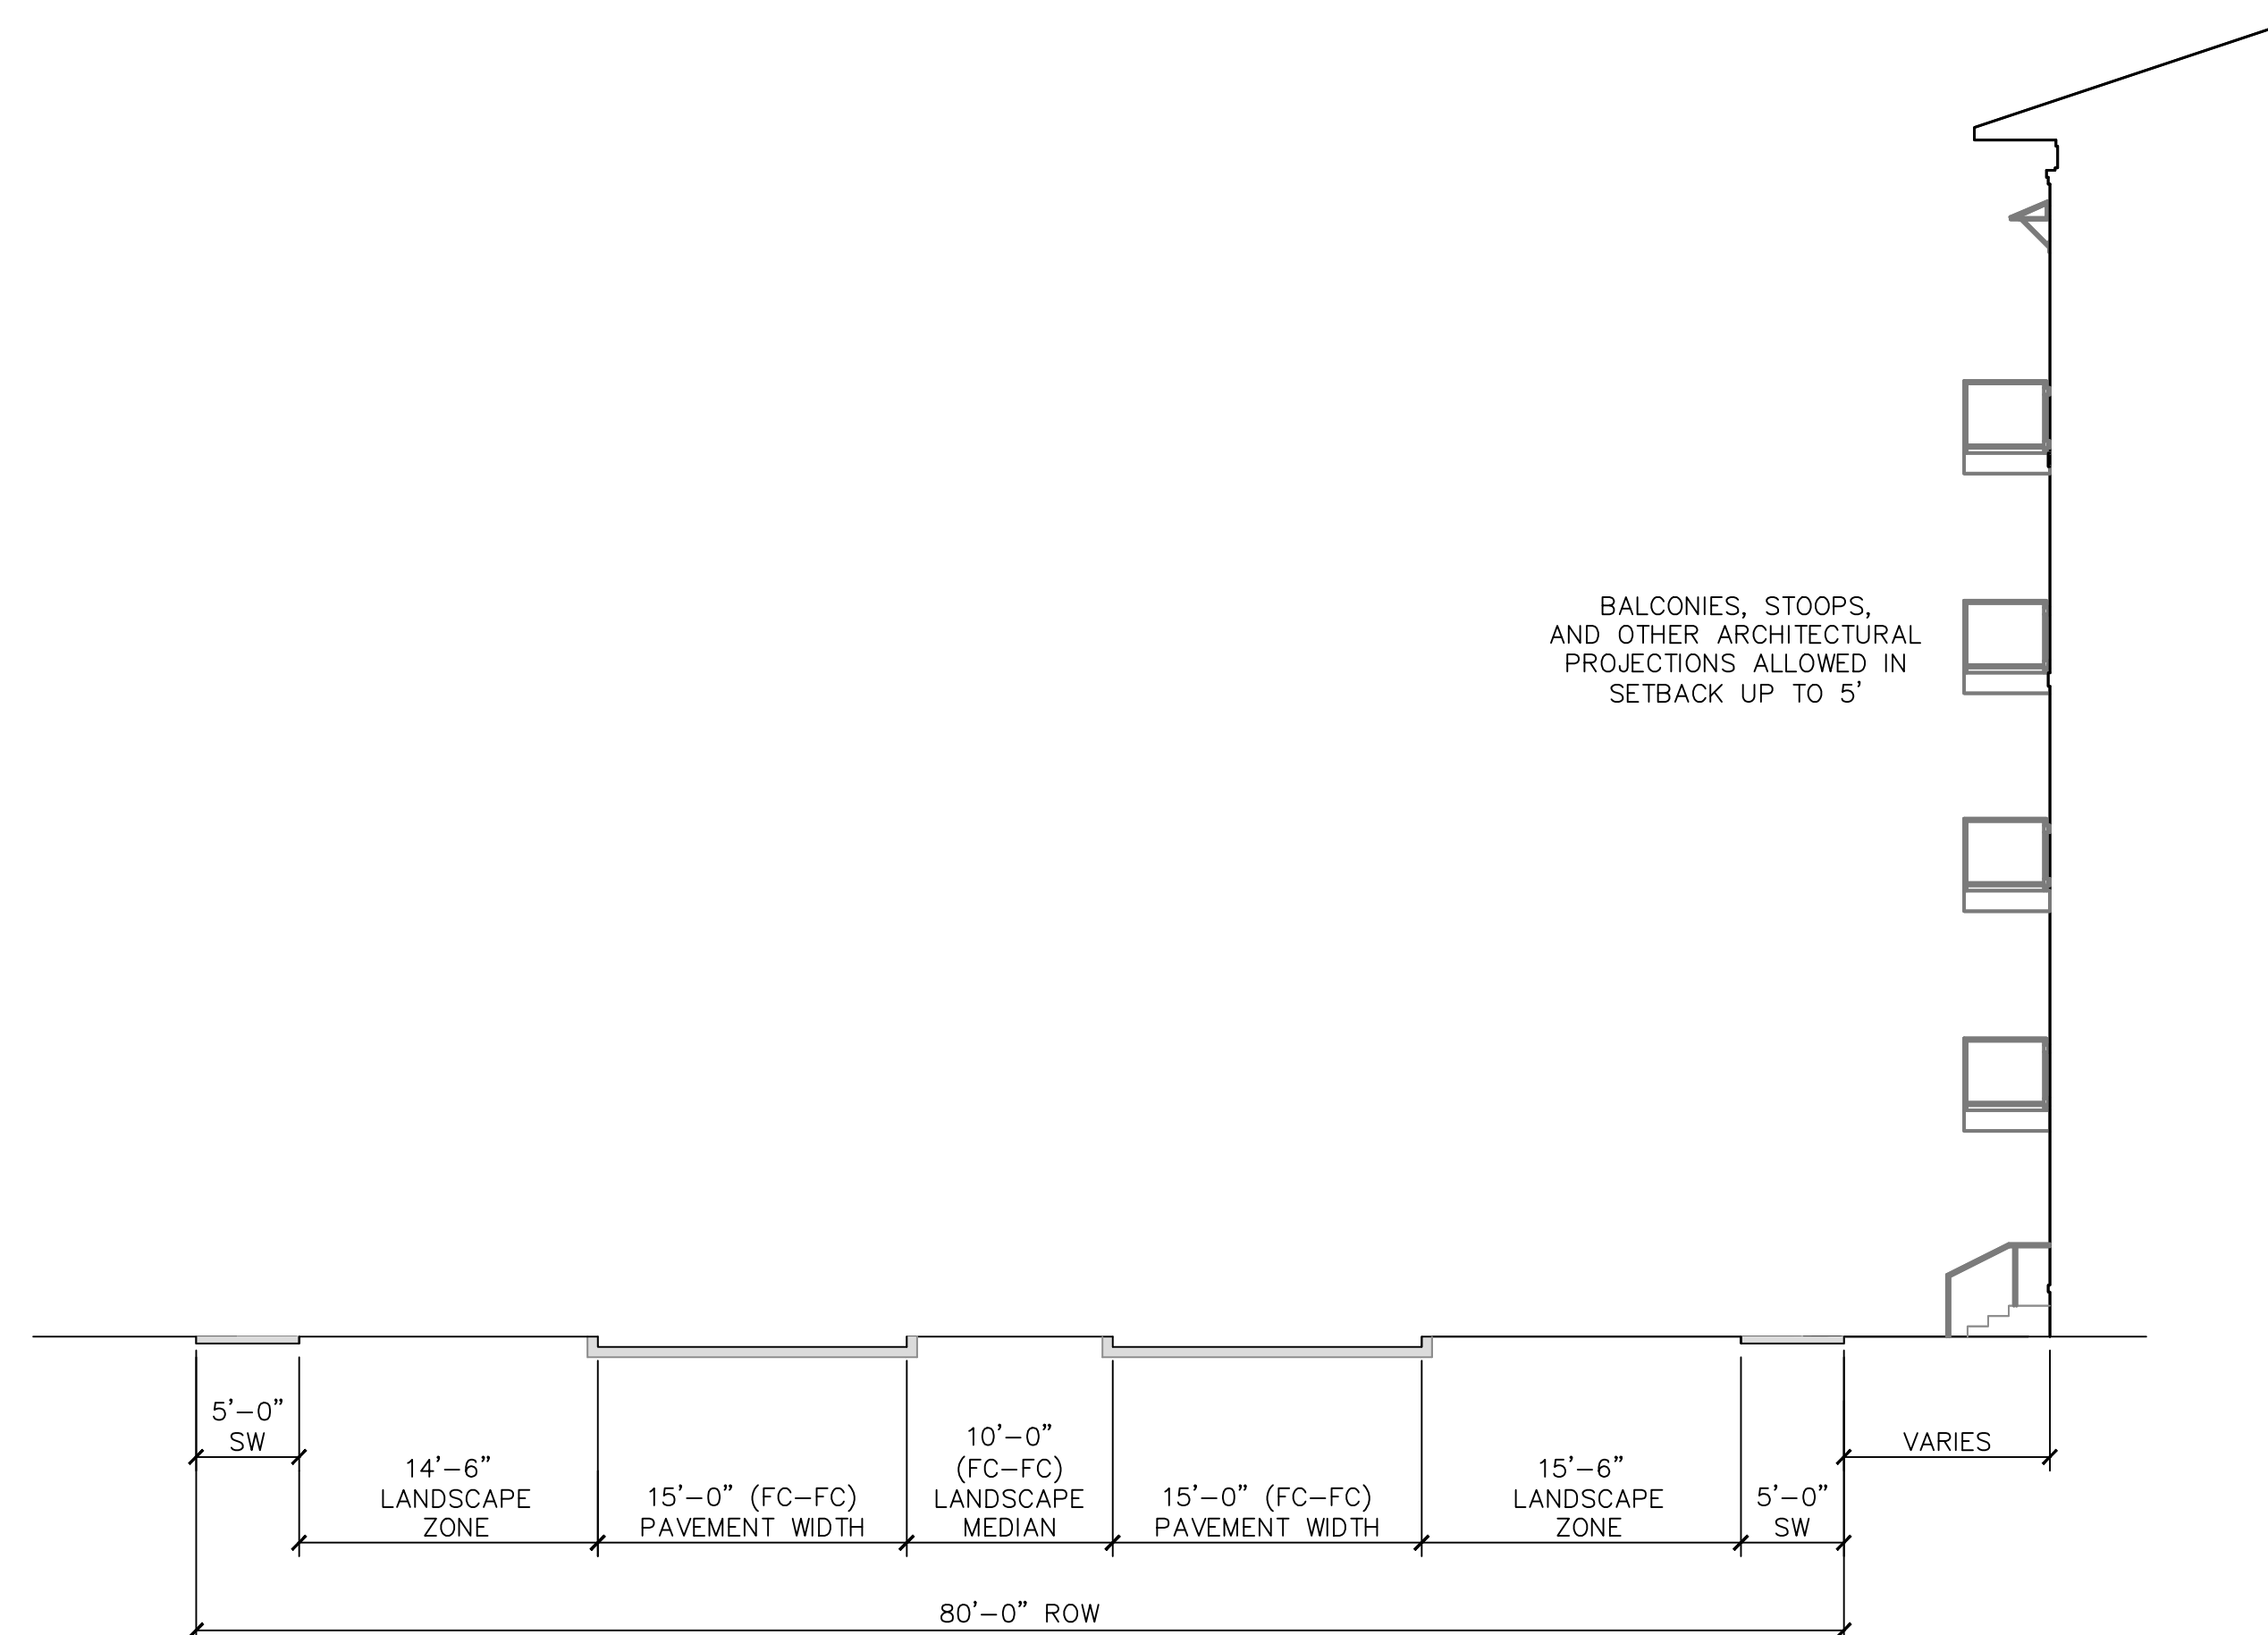 BALCONIES, STOOPS,
AND OTHER ARCHITECTURAL
PROJECTIONS ALLOWED IN
SETBACK UP TO 5'
5'-0"
SW
14'-6"
LANDSCAPE
ZONE
15'-0" (FC-FC)
PAVEMENT WIDTH
10'-0"
(FC-FC)
LANDSCAPE
MEDIAN
15'-0" (FC-FC)
PAVEMENT WIDTH
15'-6"
LANDSCAPE
ZONE
5'-0"
SW
VARIES
80'-0" ROW